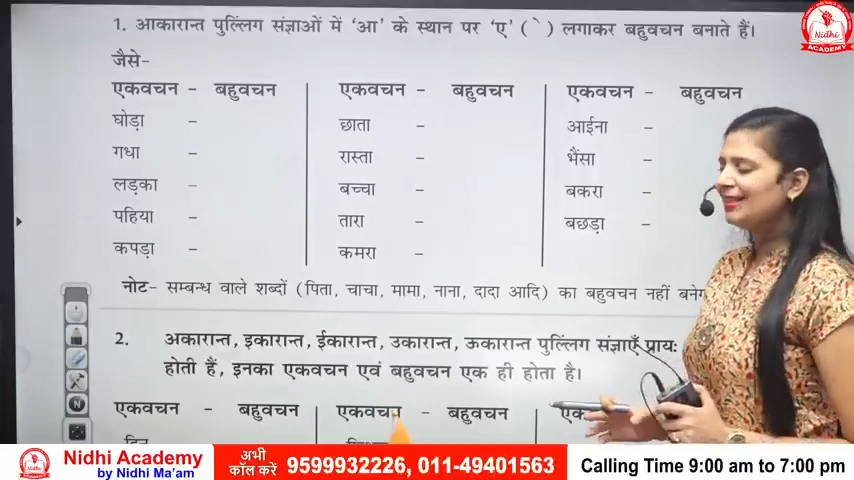 1. आकारान्त पुल्लिंग संज्ञाओं में ‘आ’ के स्थान पर ‘ए’ (े) लगाकर बहुवचन बनाते हैं।
Nidhi
ACADEMY
जैसे-
एकवचन - बहुवचन एकवचन - बहुवचन एकवचन - बहुवचन
घोड़ा - छाता - आईना -
गधा - रास्ता - भैंसा -
लड़का - बच्चा - बकरा -
पहिया - तारा - बछड़ा -
कपड़ा - कमरा -
नोट- सम्बन्ध वाले शब्दों (पिता, चाचा, मामा, नाना, दादा आदि) का बहुवचन नहीं
2. अकारान्त, इकारान्त, ईकारान्त, उकारान्त, ऊकारान्त पुल्लिंग संज्ञाएँ प्रायः
होती हैं, इनका एकवचन एवं बहुवचन एक ही होता है।
एकवचन - बहुवचन एकवचन - बहुवचन
Nidhi Academy
by Nidhi Ma'am
अभी
कॉल करें
9599932226, 011-49401563
Calling Time 9:00 am to 7:00 pm